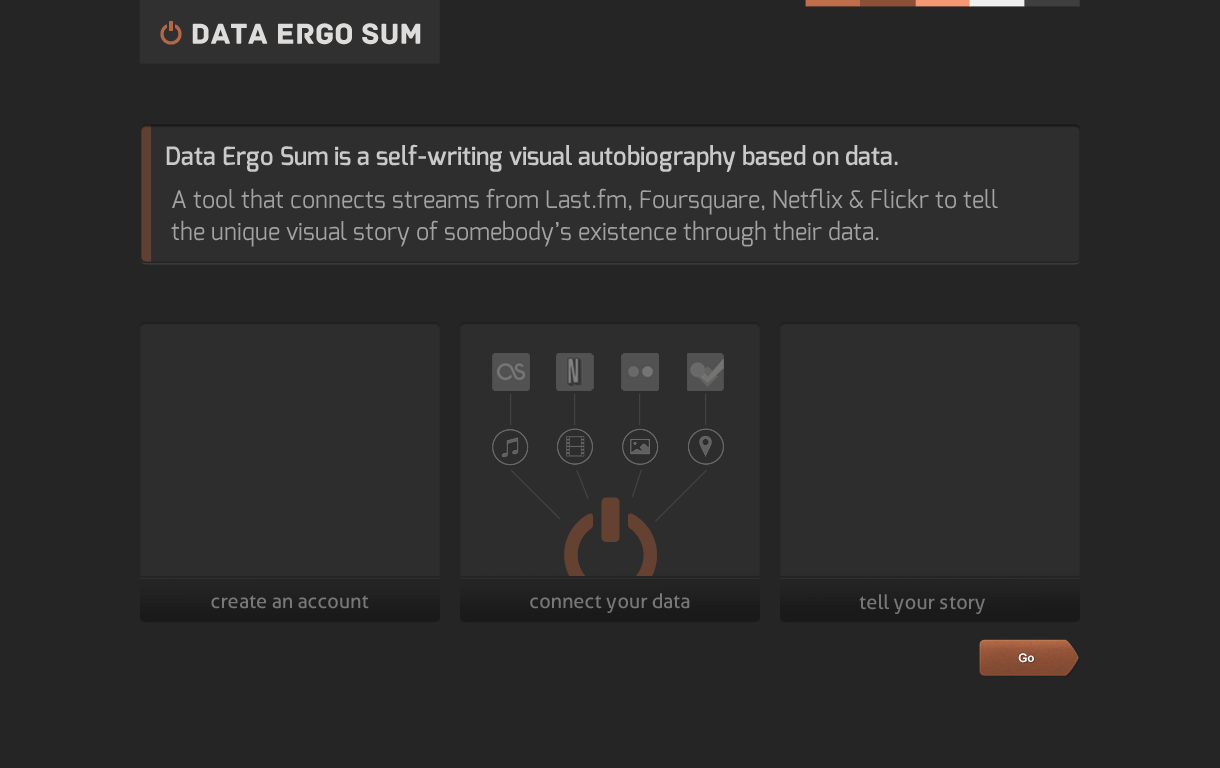 DATA ERGO SUM
Data Ergo Sum is a self-writing visual autobiography based on data.
A tool that connects streams from Last.fm, Foursquare, Netflix & Flickr to tell
the unique visual story of somebody's existence through their data.
N
create an account
connect your data
tell your story
Go